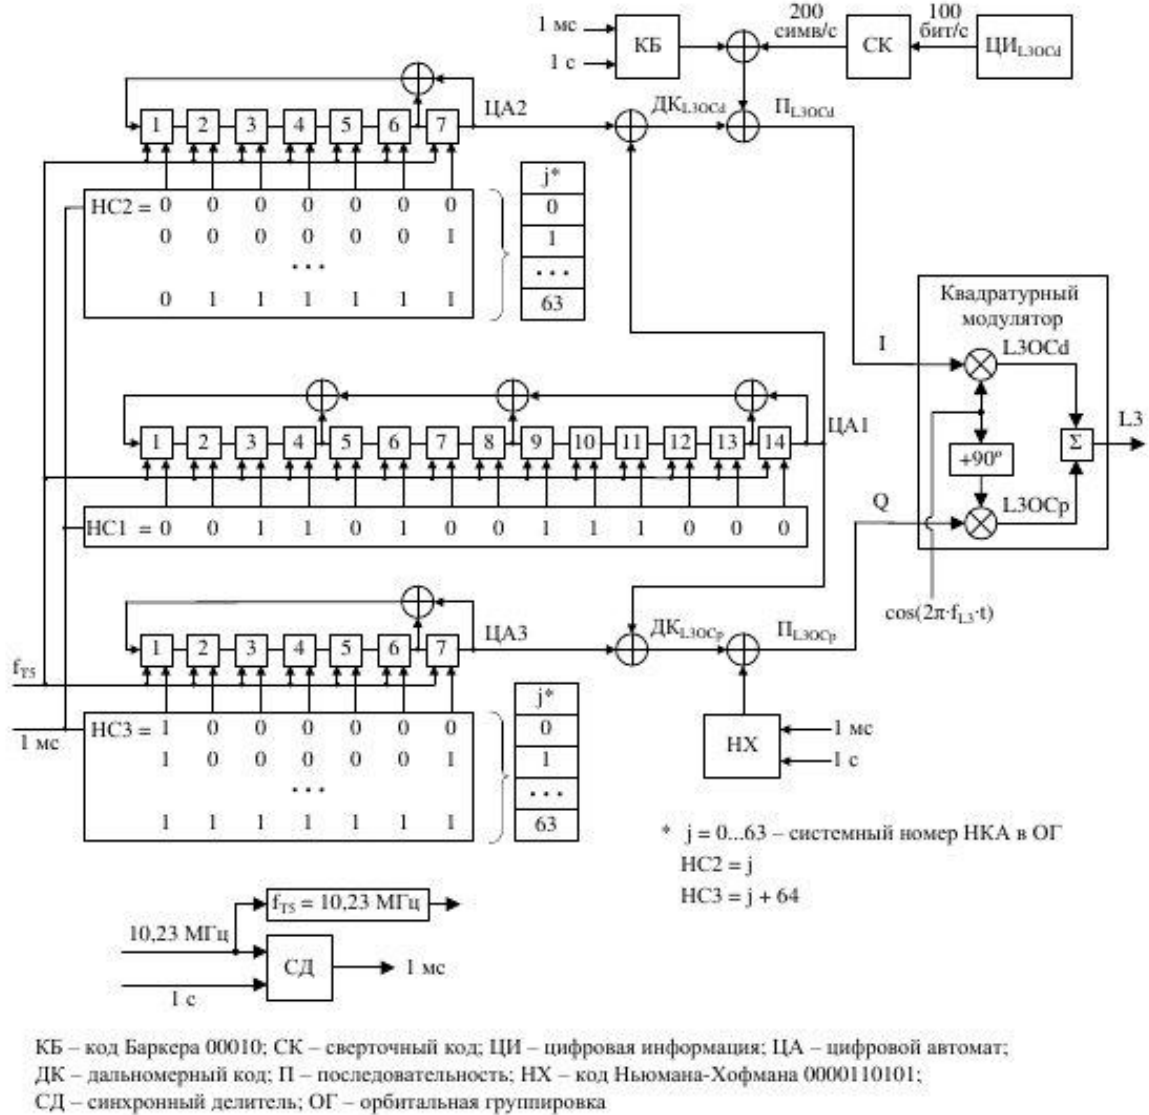 1 мс
200 симв/с
100 бит/с
КБ
СК
ЦИL3OCd
1 с
ЦА2
ДКL3OCd
ПL3OCd
1 2 3 4 5 6 7
j*
НС2 = 0 0 0 0 0 0 0
0
0 0 0 0 0 0 1
1
• • •
• • •
0 1 1 1 1 1 1
63
Квадратурный
модулятор
I
L3OCd
L3
ЦА1
1 2 3 4 5 6 7 8 9 10 11 12 13 14
Σ
+90°
НС1 = 0 0 1 1 0 1 0 0 1 1 1 0 0 0
Q
L3OCp
cos(2π·fL3·t)
ЦА3
ДКL3OCp
ПL3OCp
1 2 3 4 5 6 7
fT5
j*
НС3 = 1 0 0 0 0 0 0
0
1 мс
НХ
1 мс
1 с
1 0 0 0 0 0 1
1
• • •
• • •
1 1 1 1 1 1 1
63
* j = 0...63 – системный номер НКА в ОГ
НС2 = j
НС3 = j + 64
fT5 = 10,23 МГц
10,23 МГц
СД
1 мс
1 с
КБ – код Баркера 00010; СК – сверточный код; ЦИ – цифровая информация; ЦА – цифровой автомат;
ДК – дальномерный код; П – последовательность; НХ – код Ньюмана-Хофмана 0000110101;
СД – синхронный делитель; ОГ – орбитальная группировка